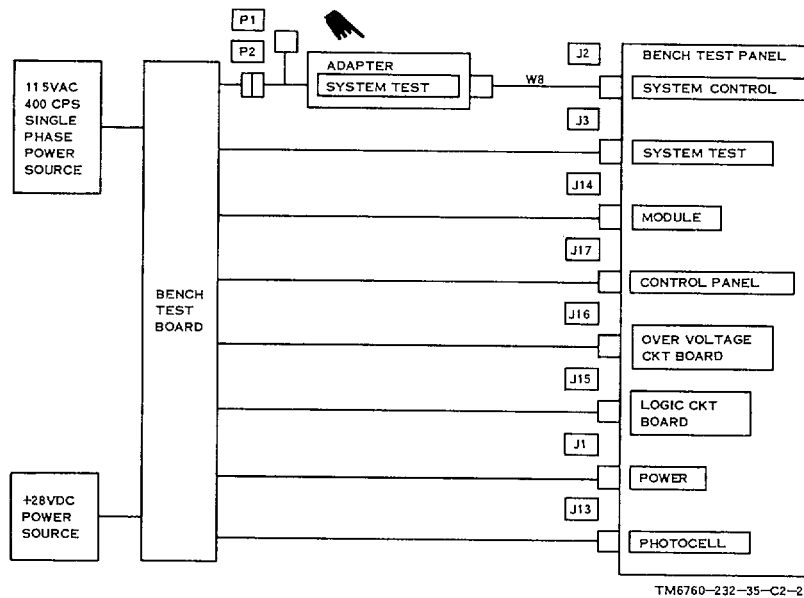 P1
P2
115VAC
400 CPS
SINGLE
PHASE
POWER
SOURCE
+28VDC
POWER
SOURCE
BENCH
TEST
BOARD
ADAPTER
SYSTEM TEST
W8
J2
J3
J14
J17
J16
J15
J1
J13
BENCH TEST PANEL
SYSTEM CONTROL
SYSTEM TEST
MODULE
CONTROL PANEL
OVER VOLTAGE
CKT BOARD
LOGIC CKT
BOARD
POWER
PHOTOCELL
TM6760-232-35-C2-2